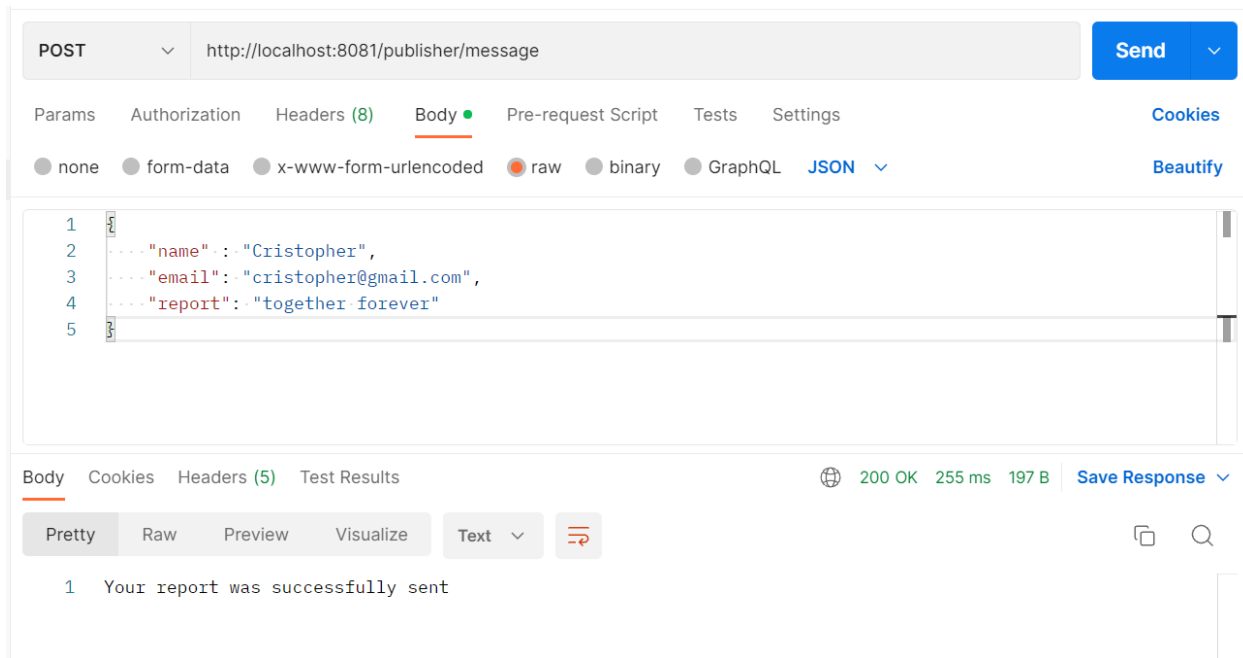 POST http://localhost:8081/publisher/message Send
Params Authorization Headers (8) Body Pre-request Script Tests Settings Cookies
none form-data x-www-form-urlencoded raw binary GraphQL JSON Beautify
1 {
2 "name" : "Cristopher",
3 "email": "cristopher@gmail.com",
4 "report": "together forever"
5 }
Body Cookies Headers (5) Test Results 200 OK 255 ms 197 B Save Response
Pretty Raw Preview Visualize Text
1 Your report was successfully sent